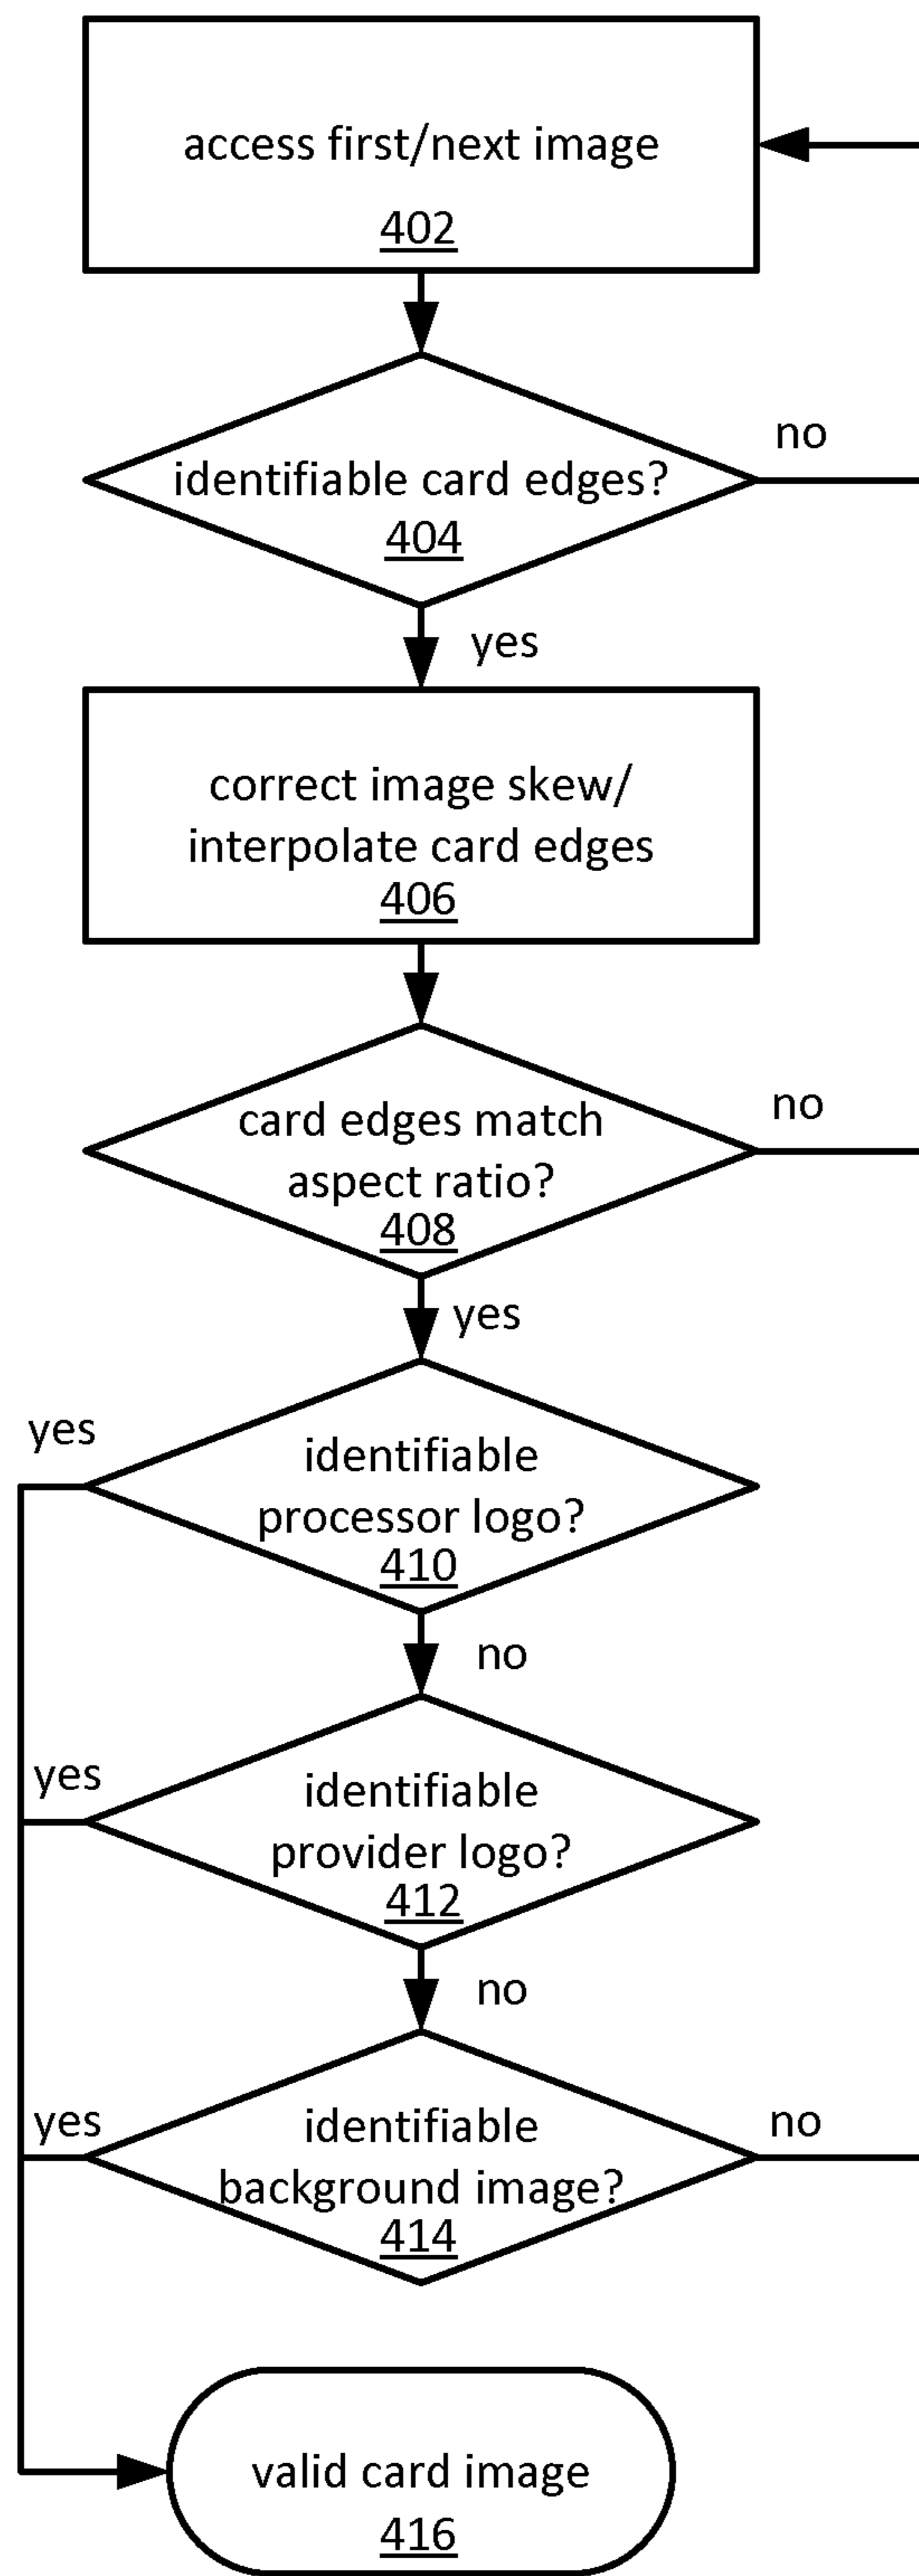 access first/next image
402
no
identifiable card edges?
404
yes
correct image skew/
interpolate card edges
406
no
card edges match
aspect ratio?
408
yes
yes
identifiable
processor logo?
410
no
yes
identifiable
provider logo?
412
no
yes
identifiable
no
background image?
414
valid card image
416